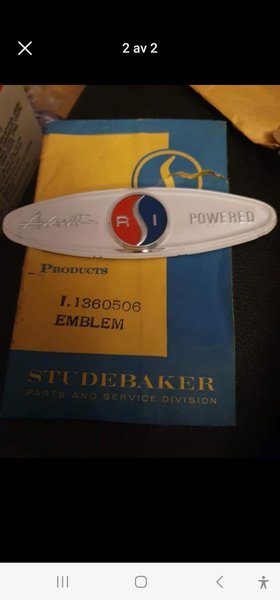 2 av 2
Avanti
R S I
POWERED
PRODUCTS
1.1360506
EMBLEM
STUDEBAKER
PARTS AND SERVICE DIVISION